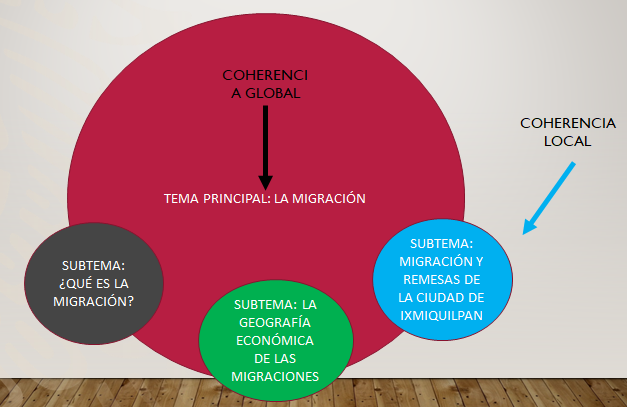 COHERENCI
A GLOBAL
COHERENCIA
LOCAL
TEMA PRINCIPAL: LA MIGRACIÓN
SUBTEMA:
¿QUÉ ES LA
MIGRACIÓN?
SUBTEMA: LA
GEOGRAFÍA
ECONÓMICA
DE LAS
MIGRACIONES
SUBTEMA:
MIGRACIÓN Y
REMESAS DE
LA CIUDAD DE
IXMIQUILPAN